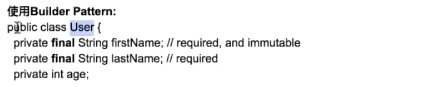 使用Builder Pattern:
public class User {
private final String firstName; // required, and immutable
private final String lastName; // required
private int age;